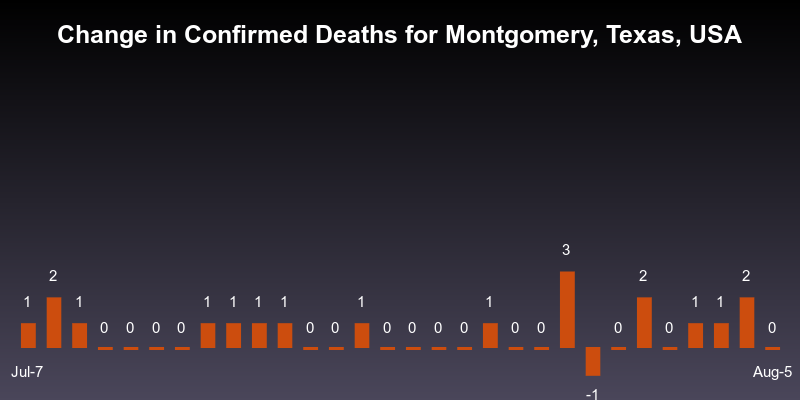 Change in Confirmed Deaths for Montgomery, Texas, USA
3
2 2 2
1 1 1 1 1 1 1 1 1 1
0 0 0 0 0 0 0 0 0 0 0 0 0 0 0
Jul-7 Aug-5
-1